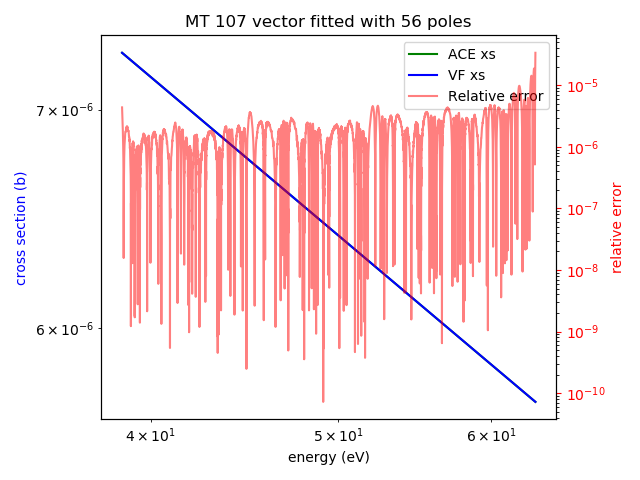 MT 107 vector fitted with 56 poles
ACE xs
VF xs
Relative error
7 × 10⁻⁶
6 × 10⁻⁶
cross section (b)
10⁻⁵
10⁻⁶
10⁻⁷
10⁻⁸
10⁻⁹
10⁻¹⁰
relative error
4 × 10¹
5 × 10¹
6 × 10¹
energy (eV)